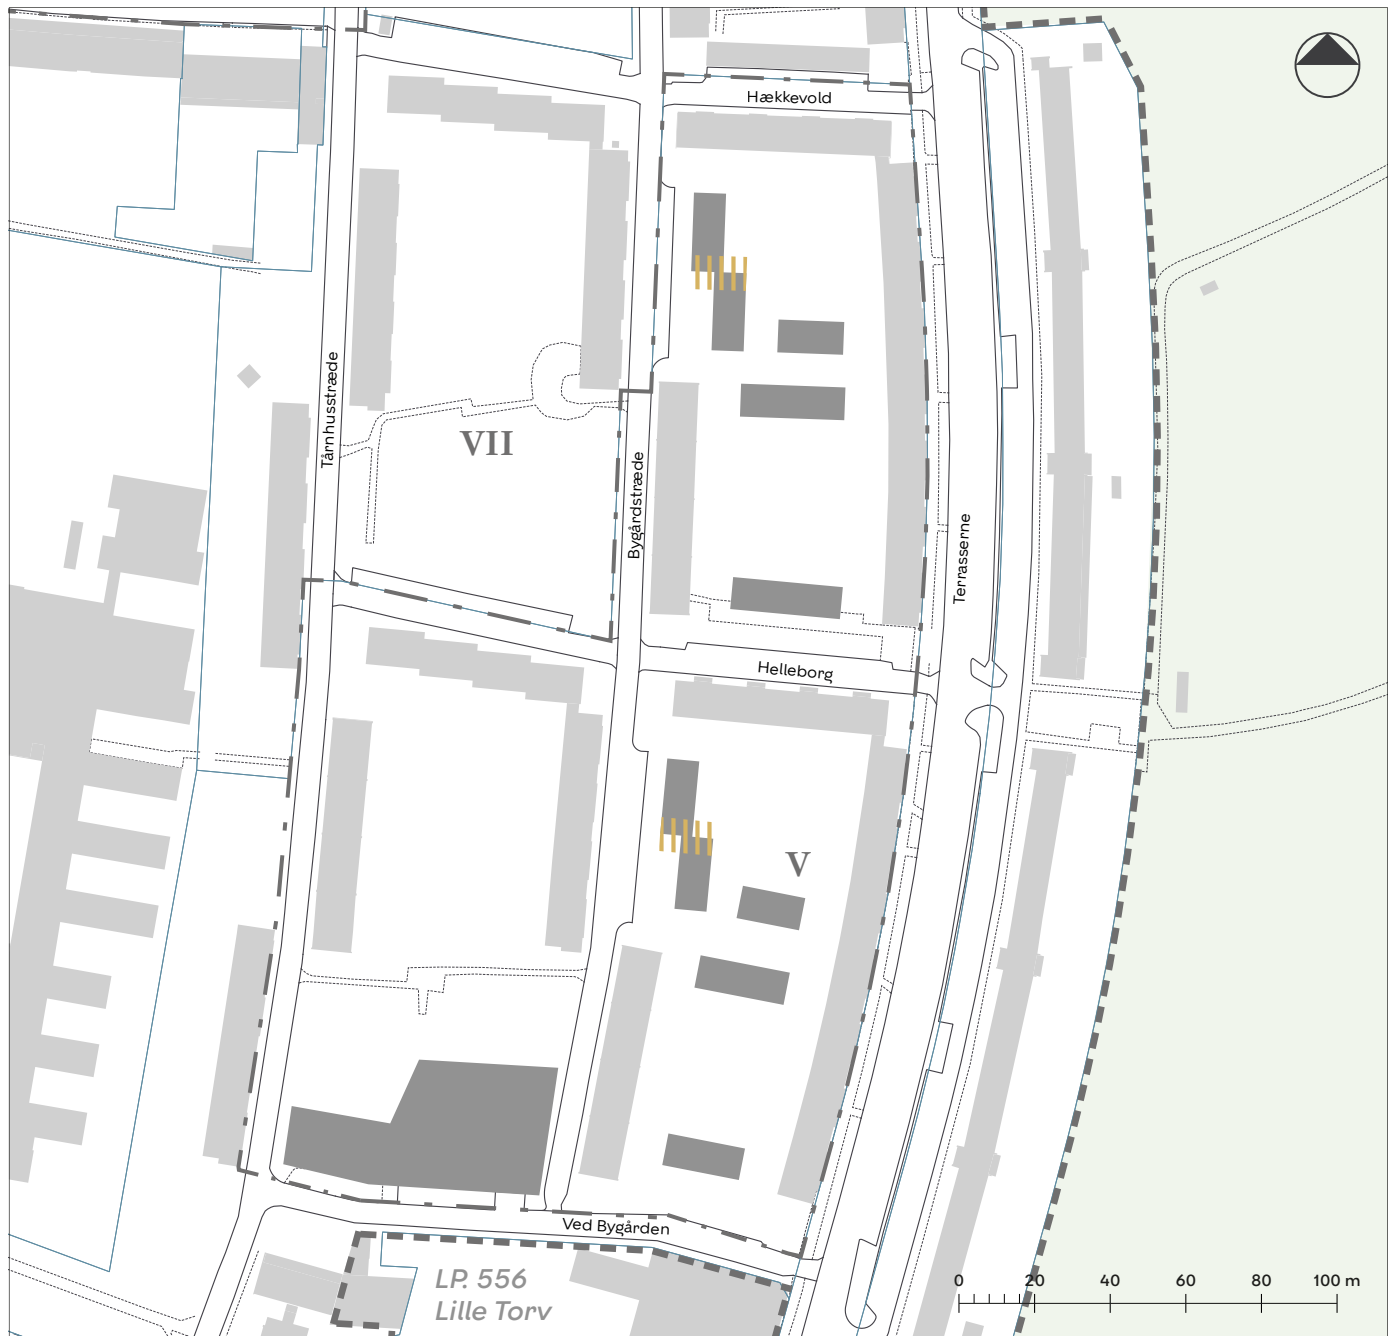 Hækkevold
Tårnhusstræde
VII
Bygårdstræde
Terrasserne
Helleborg
V
Ved Bygården
LP. 556
Lille Torv
0 20 40 60 80 100 m